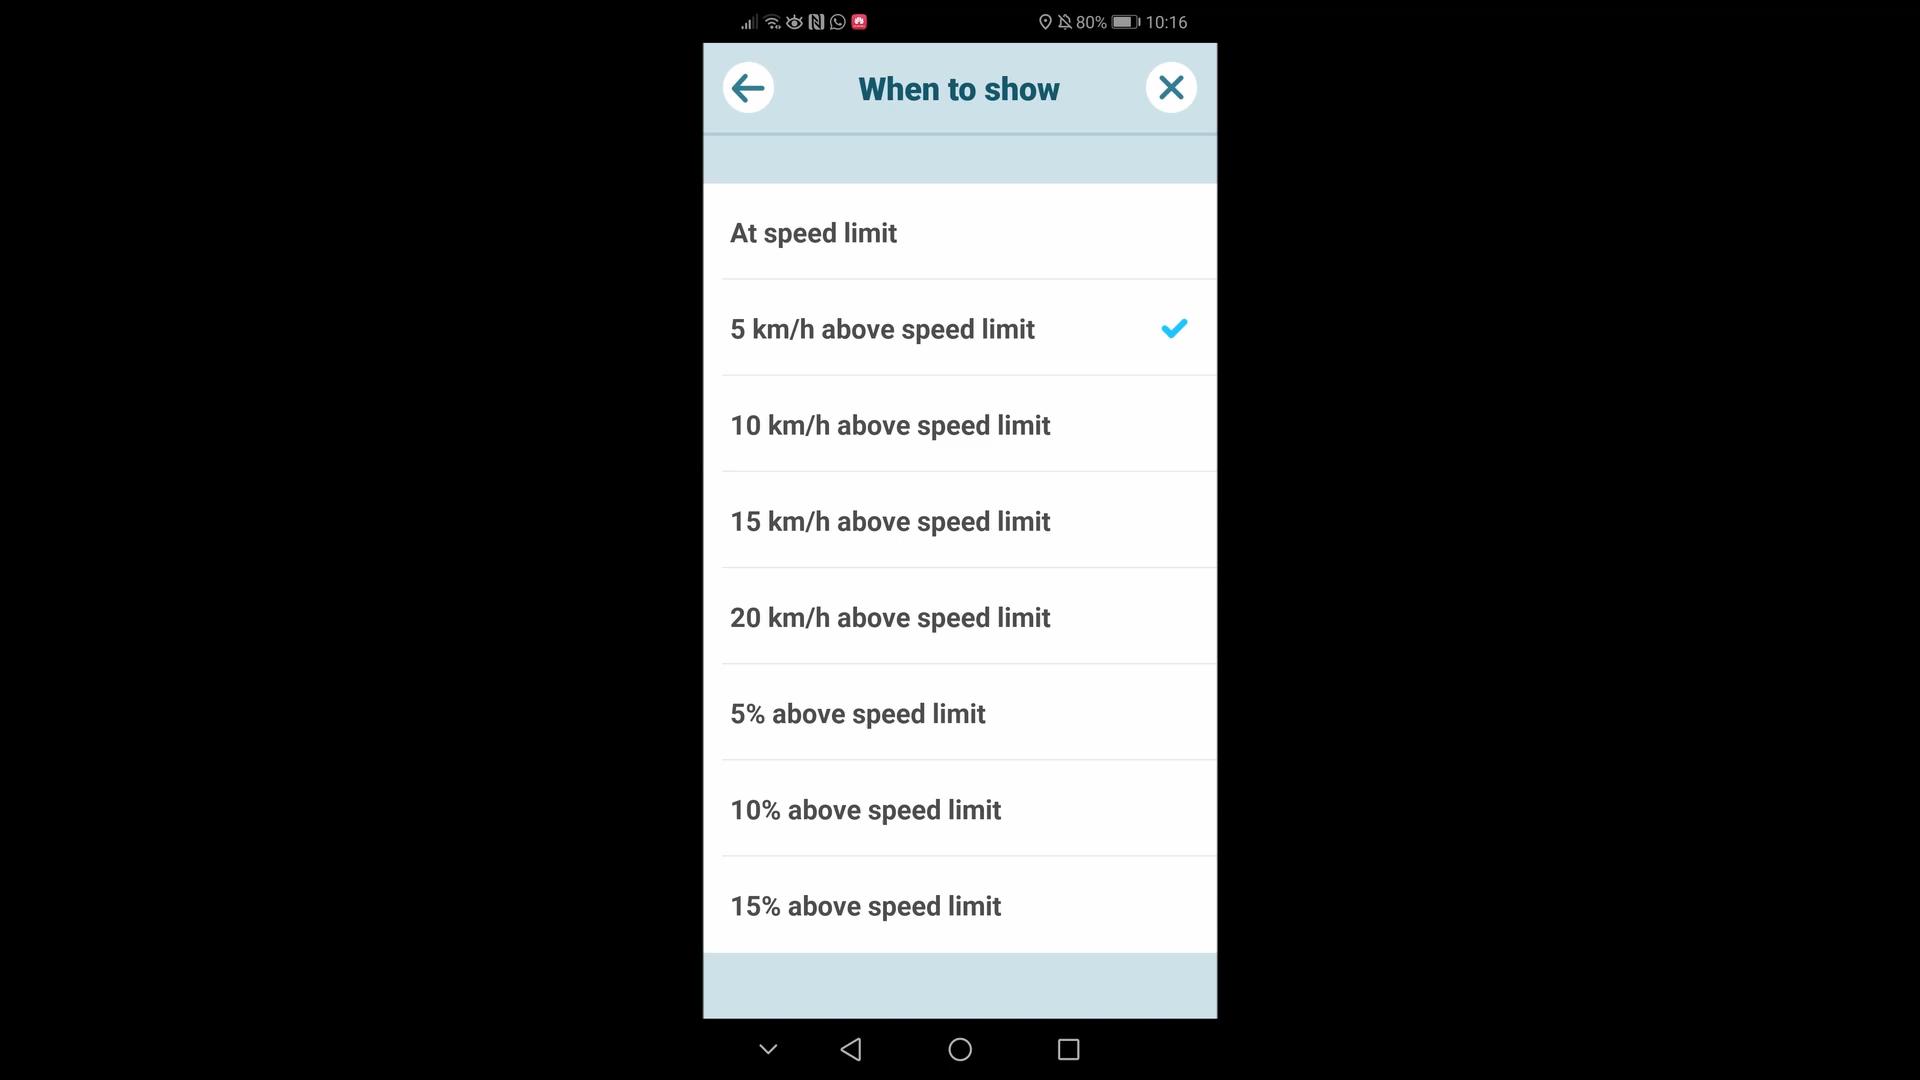 80% 10:16
When to show
At speed limit
5 km/h above speed limit
10 km/h above speed limit
15 km/h above speed limit
20 km/h above speed limit
5% above speed limit
10% above speed limit
15% above speed limit